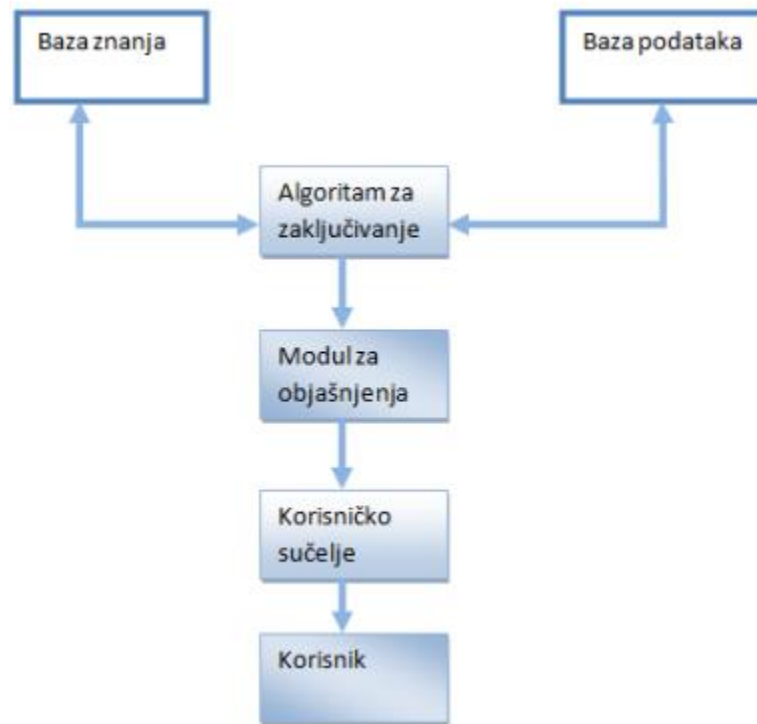 Baza znanja
Baza podataka
Algoritam za
zaključivanje
Modul za
objašnjenja
Korisničko
sučelje
Korisnik